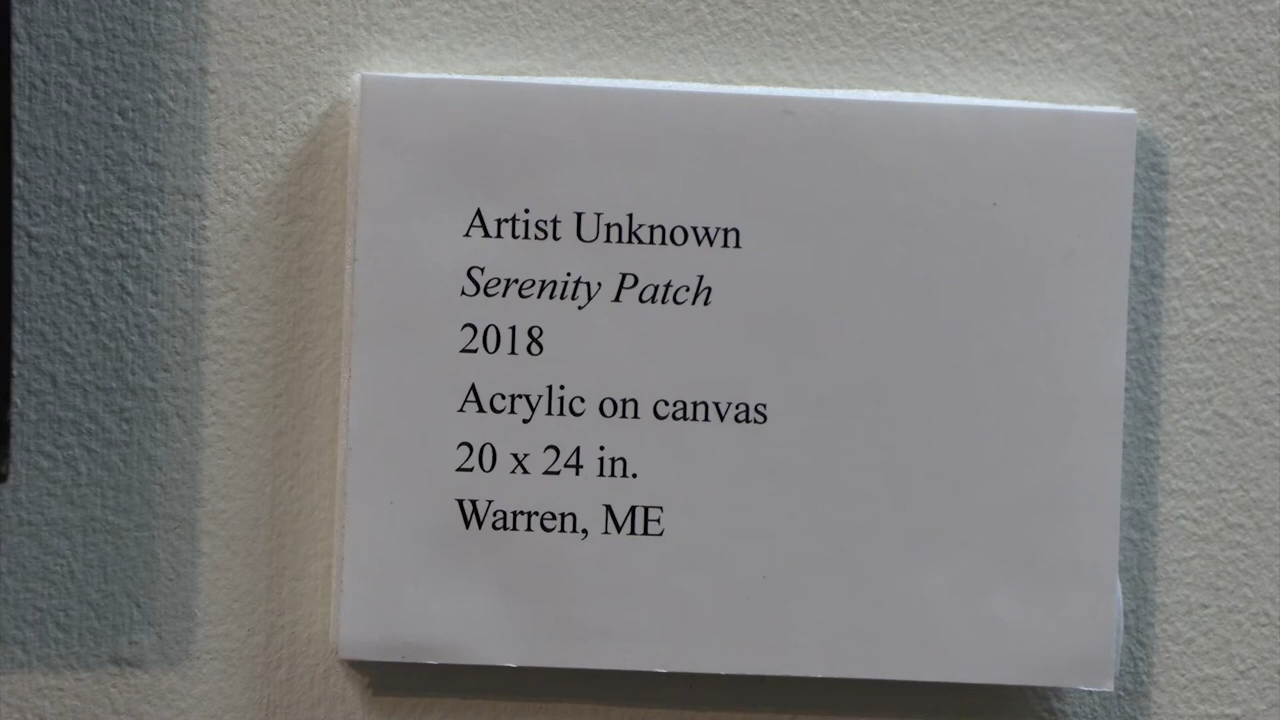 Artist Unknown
Serenity Patch
2018
Acrylic on canvas
20 x 24 in.
Warren, ME